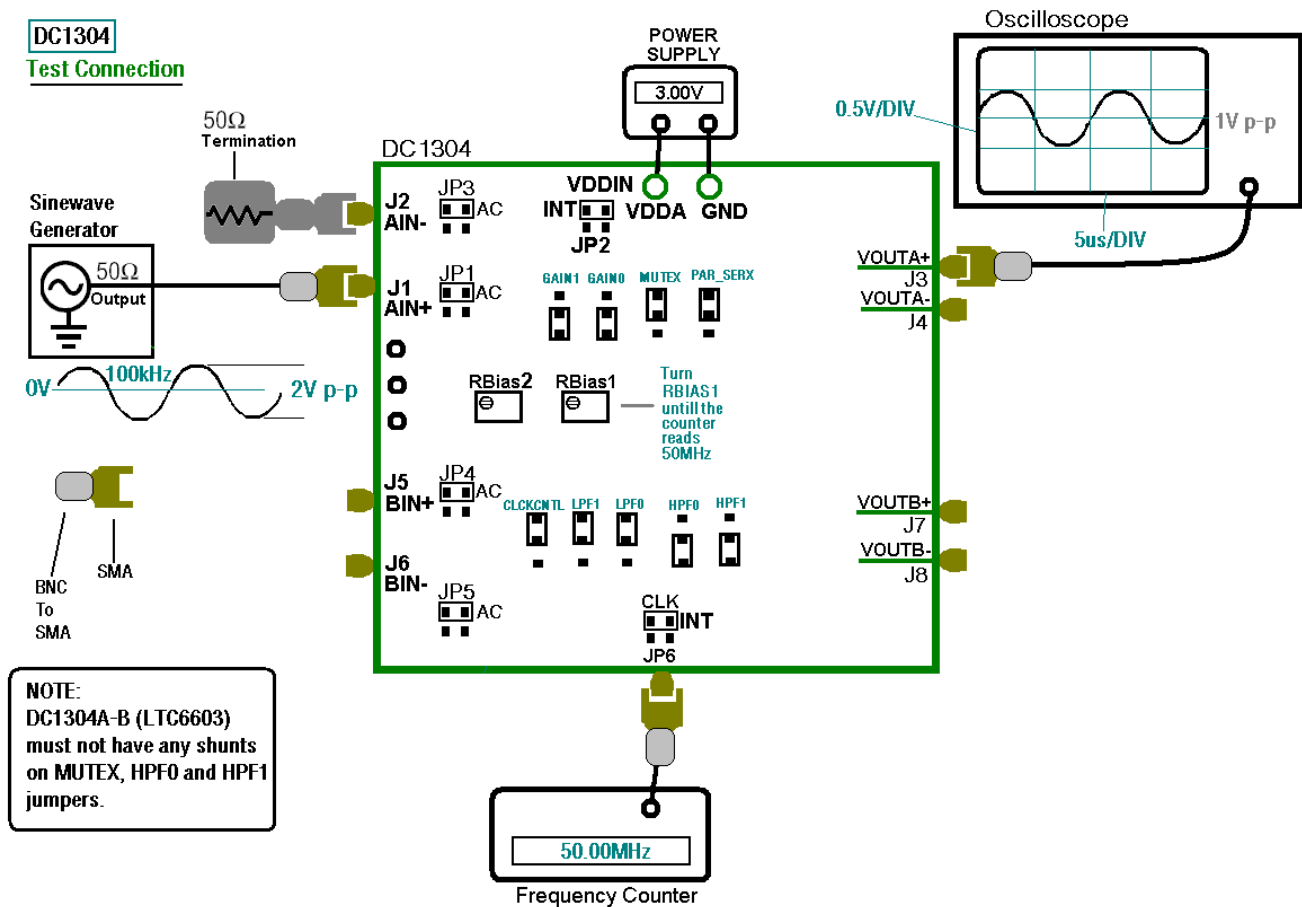 DC1304
Test Connection
50Ω
Termination
Sinewave
Generator
50Ω
Output
0V
100kHz
2V p-p
BNC
To
SMA
SMA
NOTE:
DC1304A-B (LTC6603)
must not have any shunts
on MUTEX, HPF0 and HPF1
jumpers.
POWER
SUPPLY
3.00V
DC1304
J2
AIN-
JP3
AC
J1
AIN+
JP1
AC
VDDIN
VDDA
GND
INT
JP2
GAIN1
GAIN0
MUTEX
PAR_SERX
RBias2
RBias1
Turn
RBIAS1
untill the
counter
reads
50MHz
J5
BIN+
JP4
AC
J6
BIN-
JP5
AC
CLCKCNTL
LPF1
LPF0
HPF0
HPF1
CLK
INT
JP6
VOUTA+
J3
VOUTA-
J4
VOUTB+
J7
VOUTB-
J8
Oscilloscope
0.5V/DIV
1V p-p
5us/DIV
50.00MHz
Frequency Counter